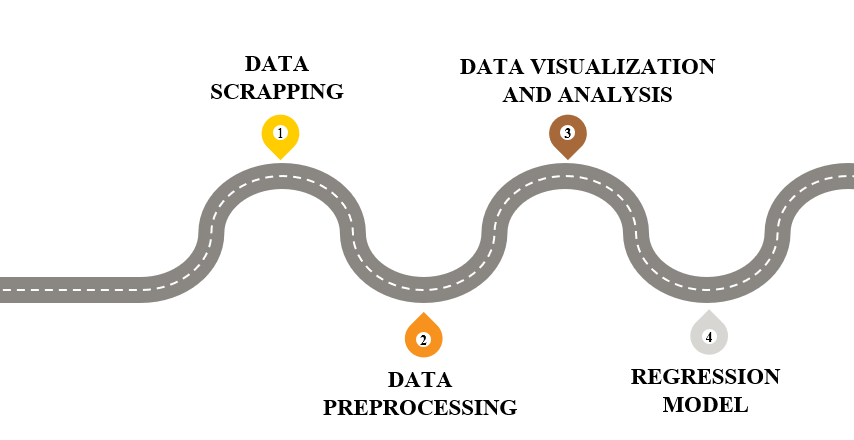 DATA
SCRAPPING
1
DATA VISUALIZATION
AND ANALYSIS
3
2
DATA
PREPROCESSING
4
REGRESSION
MODEL